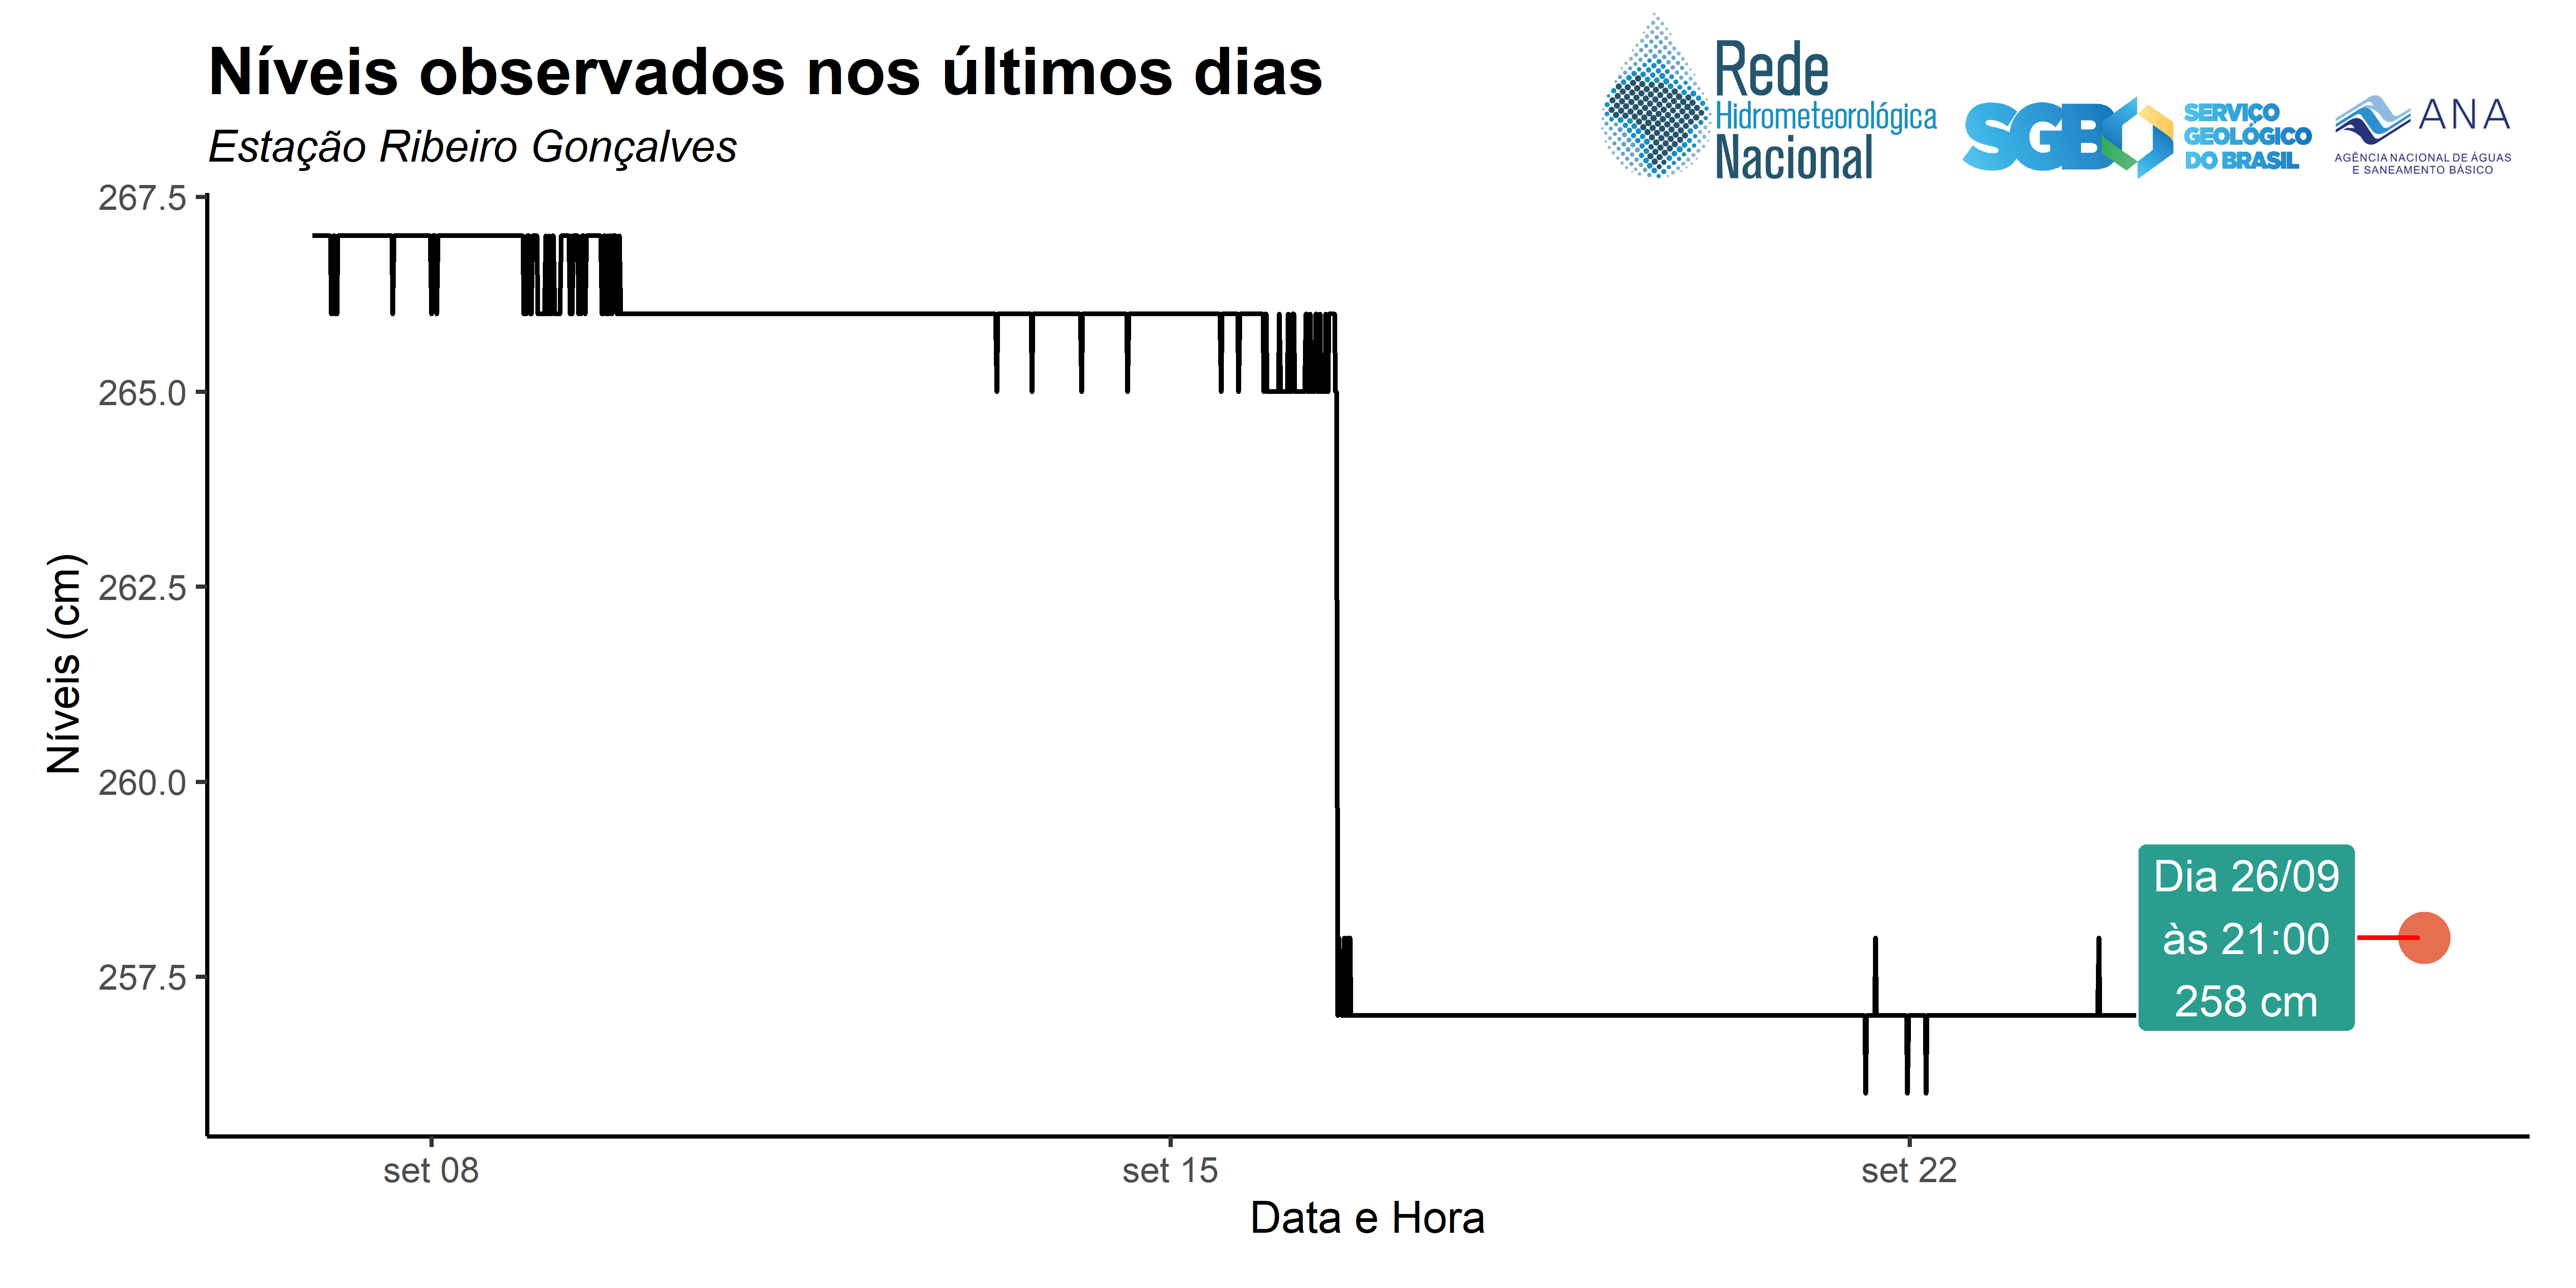 Níveis observados nos últimos dias
Estação Ribeiro Gonçalves
Rede
Hidrometeorológica
Nacional
SGB
SERVIÇO
GEOLÓGICO
DO BRASIL
ANA
AGÊNCIA NACIONAL DE ÁGUAS
E SANEAMENTO BÁSICO
Níveis (cm)
267.5
265.0
262.5
260.0
257.5
Dia 26/09
às 21:00
258 cm
set 08
set 15
set 22
Data e Hora